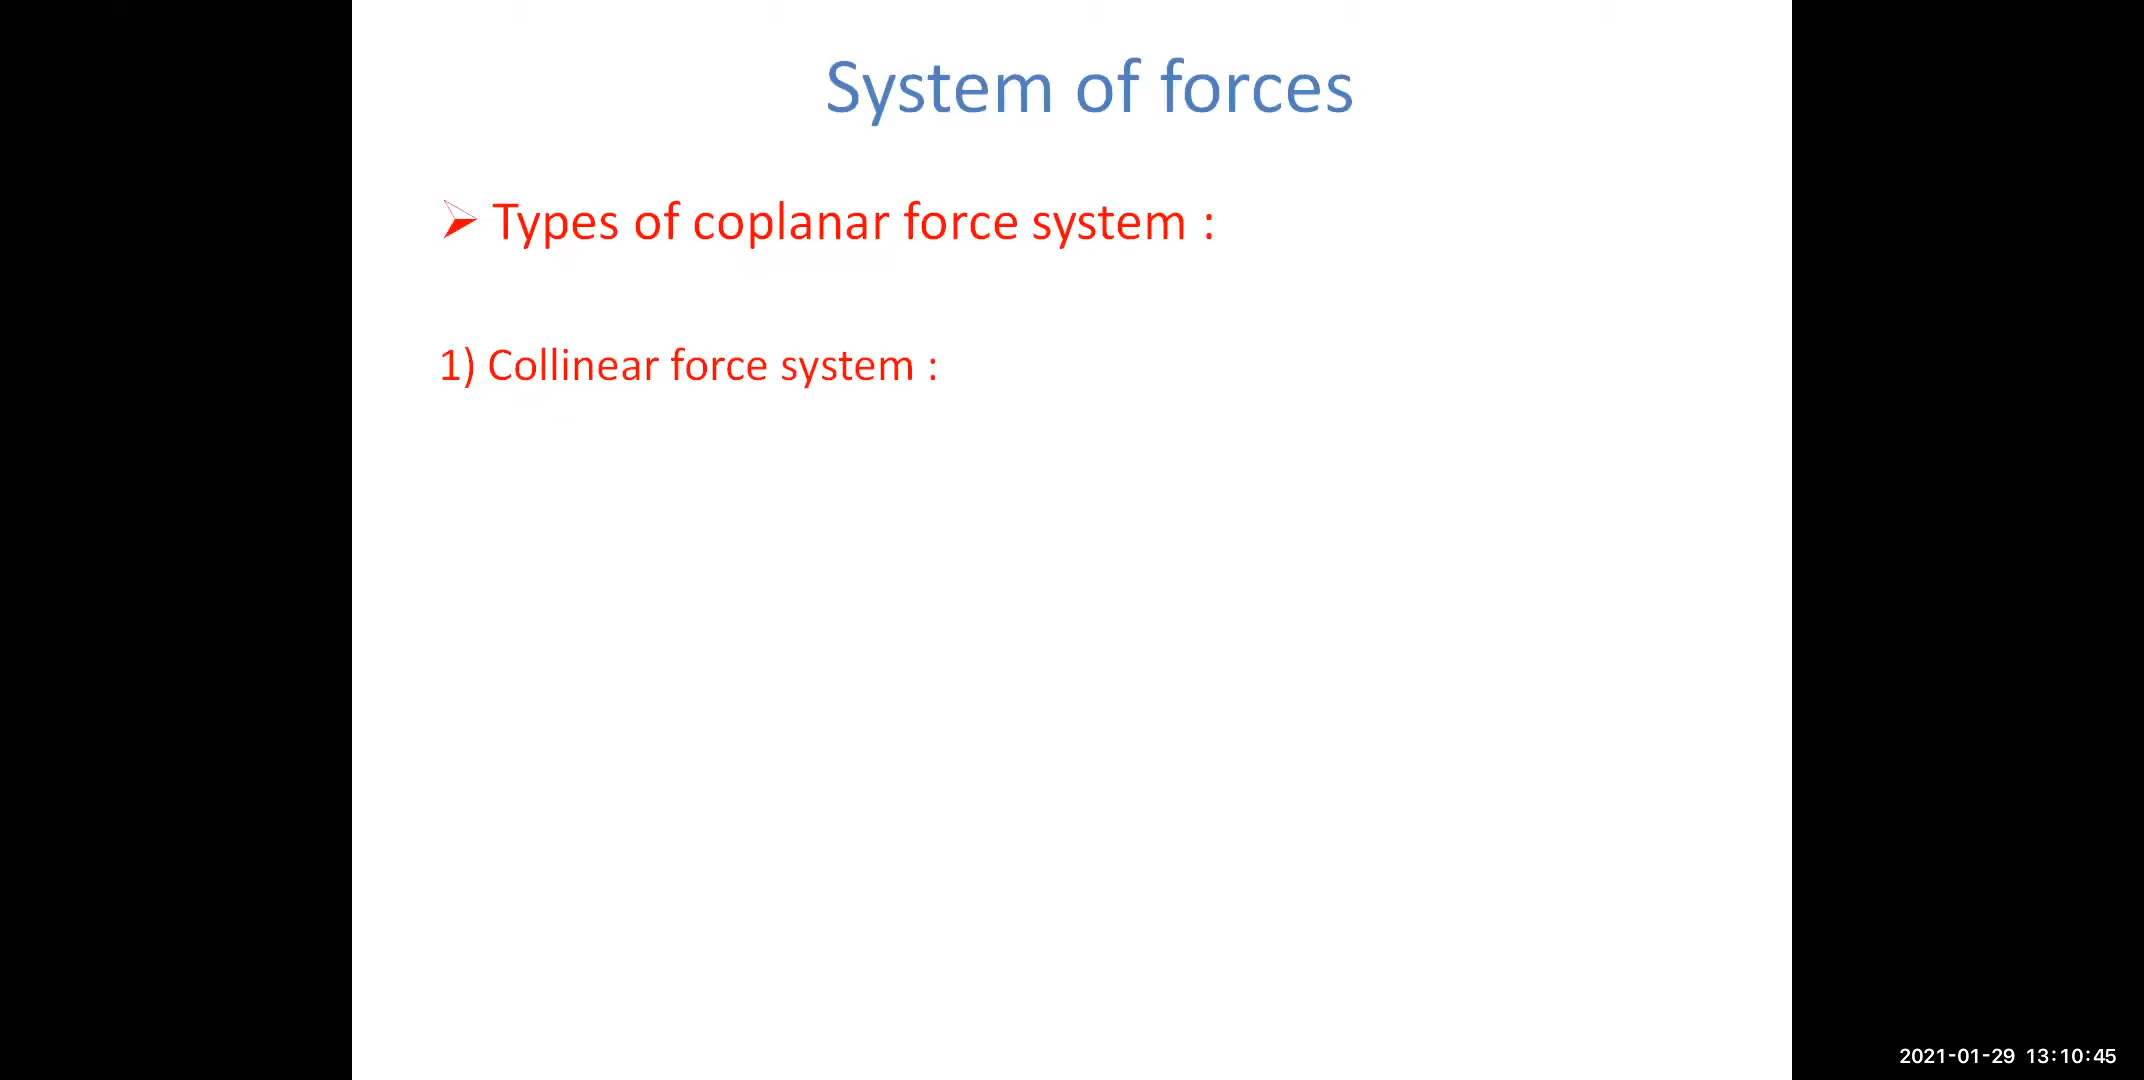 System of forces
Types of coplanar force system :
1) Collinear force system :
2021-01-29 13:10:45